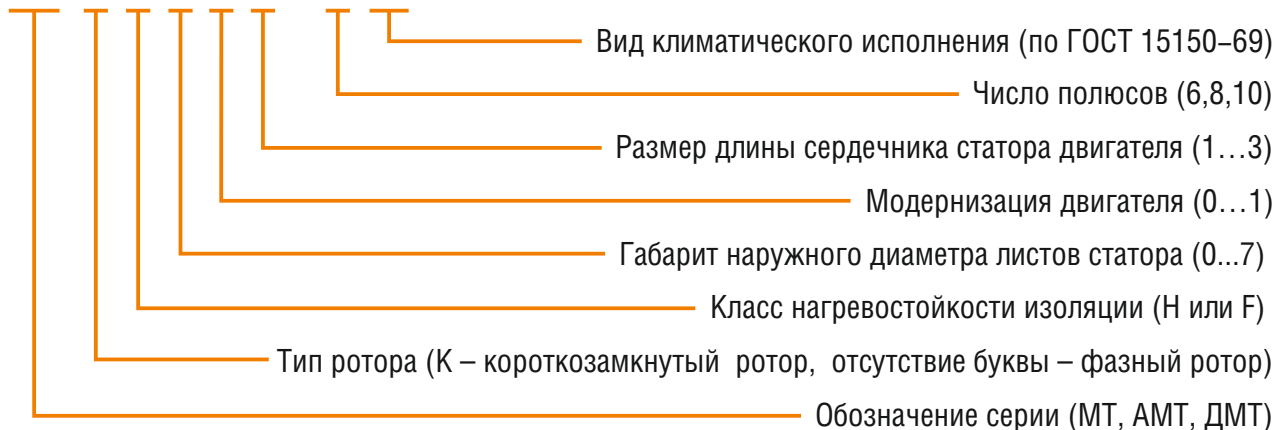 Вид климатического исполнения (по ГОСТ 15150–69)
Число полюсов (6,8,10)
Размер длины сердечника статора двигателя (1...3)
Модернизация двигателя (0...1)
Габарит наружного диаметра листов статора (0...7)
Класс нагревостойкости изоляции (Н или F)
Тип ротора (К – короткозамкнутый ротор, отсутствие буквы – фазный ротор)
Обозначение серии (МТ, АМТ, ДМТ)